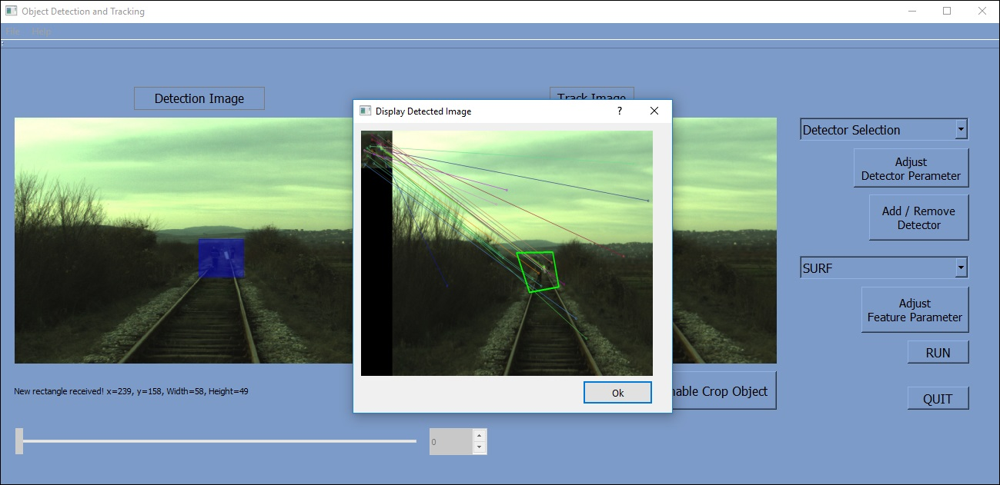 Object Detection and Tracking
File Help
Detection Image
Track Image
Display Detected Image
?
Detector Selection
Adjust
Detector Perameter
Add / Remove
Detector
SURF
Adjust
Feature Parameter
RUN
Ok
New rectangle received! x=239, y=158, Width=58, Height=49
Crop Object
QUIT
0